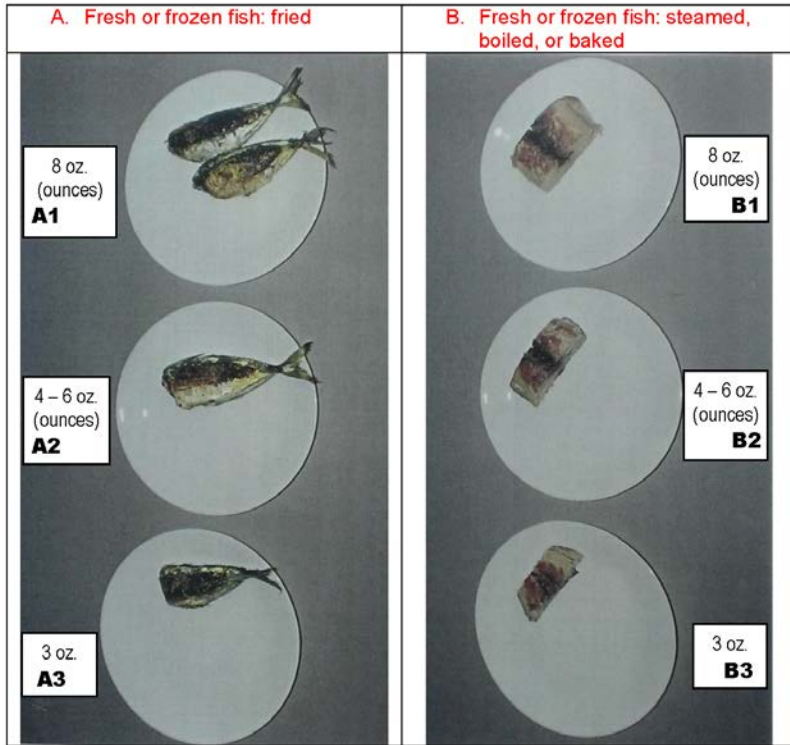 A. Fresh or frozen fish: fried
8 oz.
(ounces)
A1
4 – 6 oz.
(ounces)
A2
3 oz.
A3
B. Fresh or frozen fish: steamed,
boiled, or baked
8 oz.
(ounces)
B1
4 – 6 oz.
(ounces)
B2
3 oz.
B3